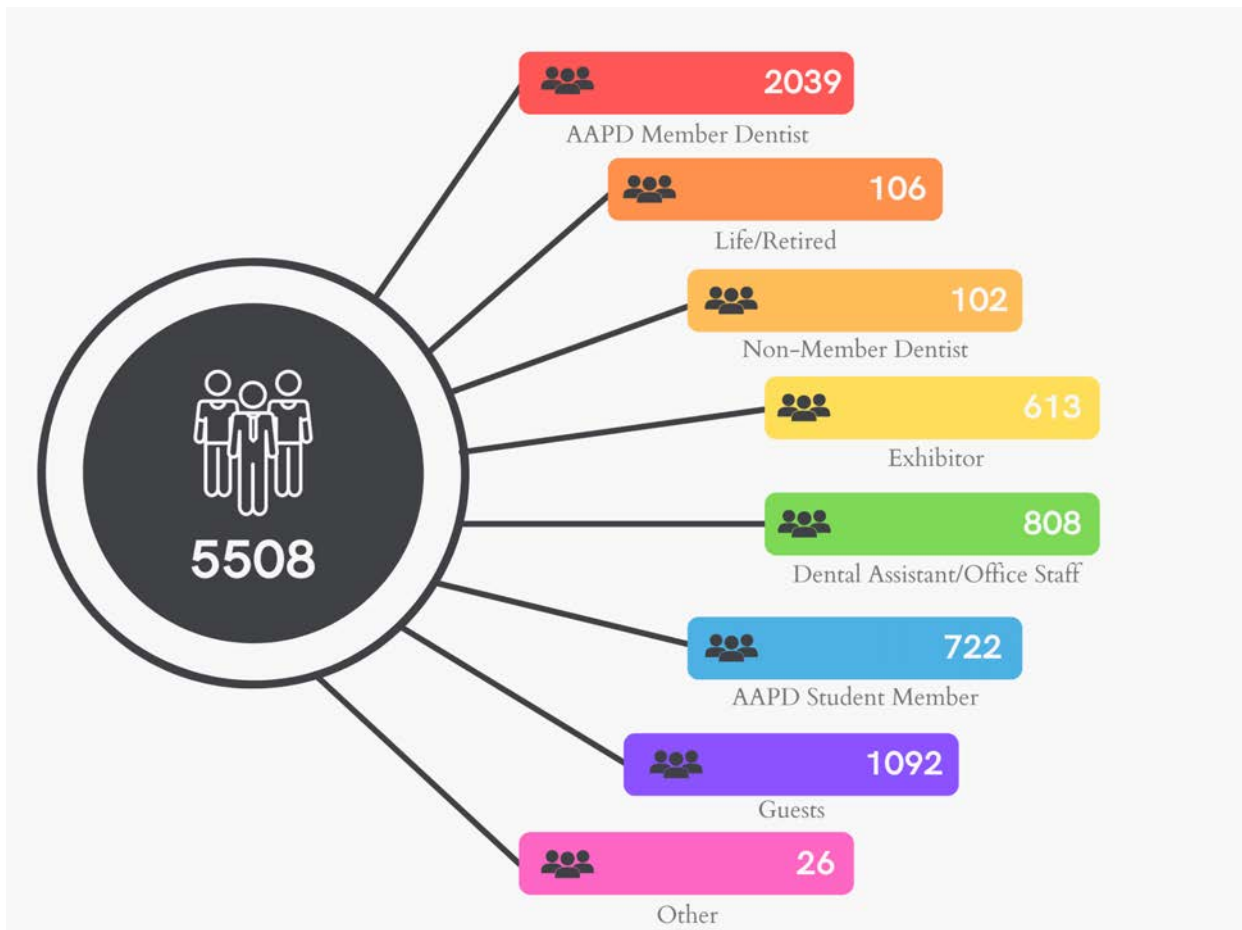 2039
AAPD Member Dentist
106
Life/Retired
102
Non-Member Dentist
613
Exhibitor
5508
808
Dental Assistant/Office Staff
722
AAPD Student Member
1092
Guests
26
Other